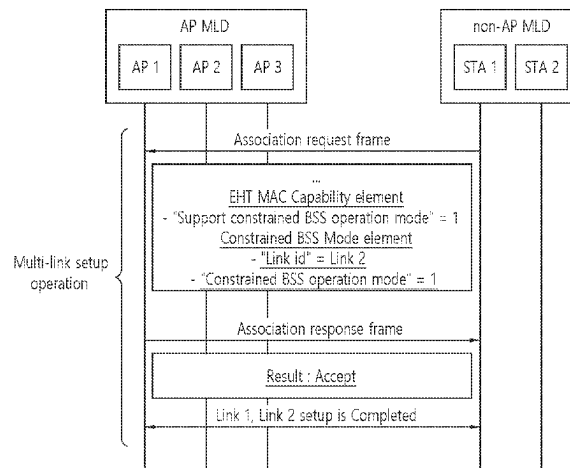 AP MLD
non-AP MLD
AP 1
AP 2
AP 3
STA 1
STA 2
Association request frame
...
EHT MAC Capability element
- "Support constrained BSS operation mode" = 1
Constrained BSS Mode element
- "Link id" = Link 2
- "Constrained BSS operation mode" = 1
Multi-link setup
operation
Association response frame
Result : Accept
Link 1, Link 2 setup is Completed